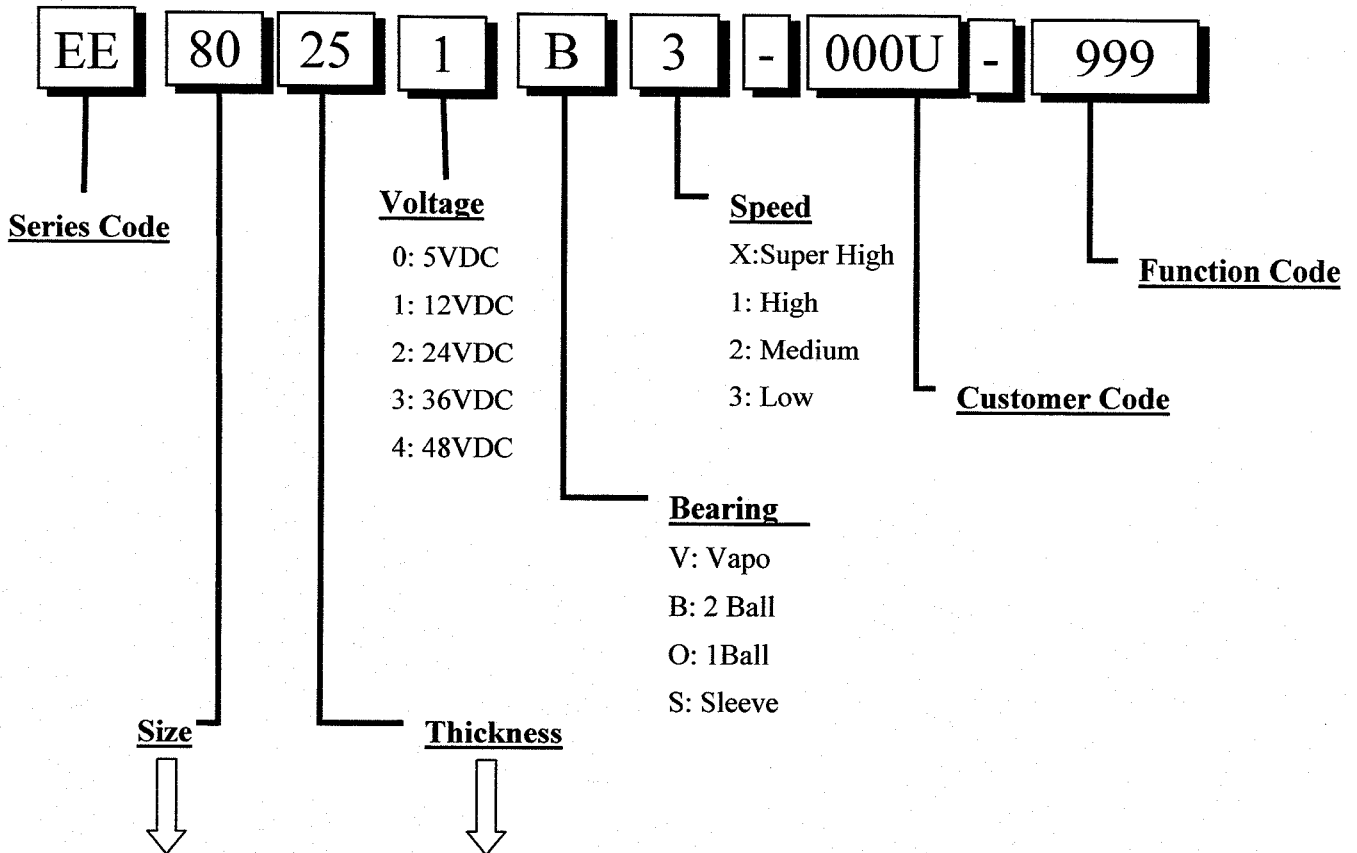 EE 80 25 1 B 3 - 000U - 999
Series Code
Voltage
0: 5VDC
1: 12VDC
2: 24VDC
3: 36VDC
4: 48VDC
Speed
X:Super High
1: High
2: Medium
3: Low
Function Code
Customer Code
Bearing
V: Vapo
B: 2 Ball
O: 1Ball
S: Sleeve
Size
Thickness